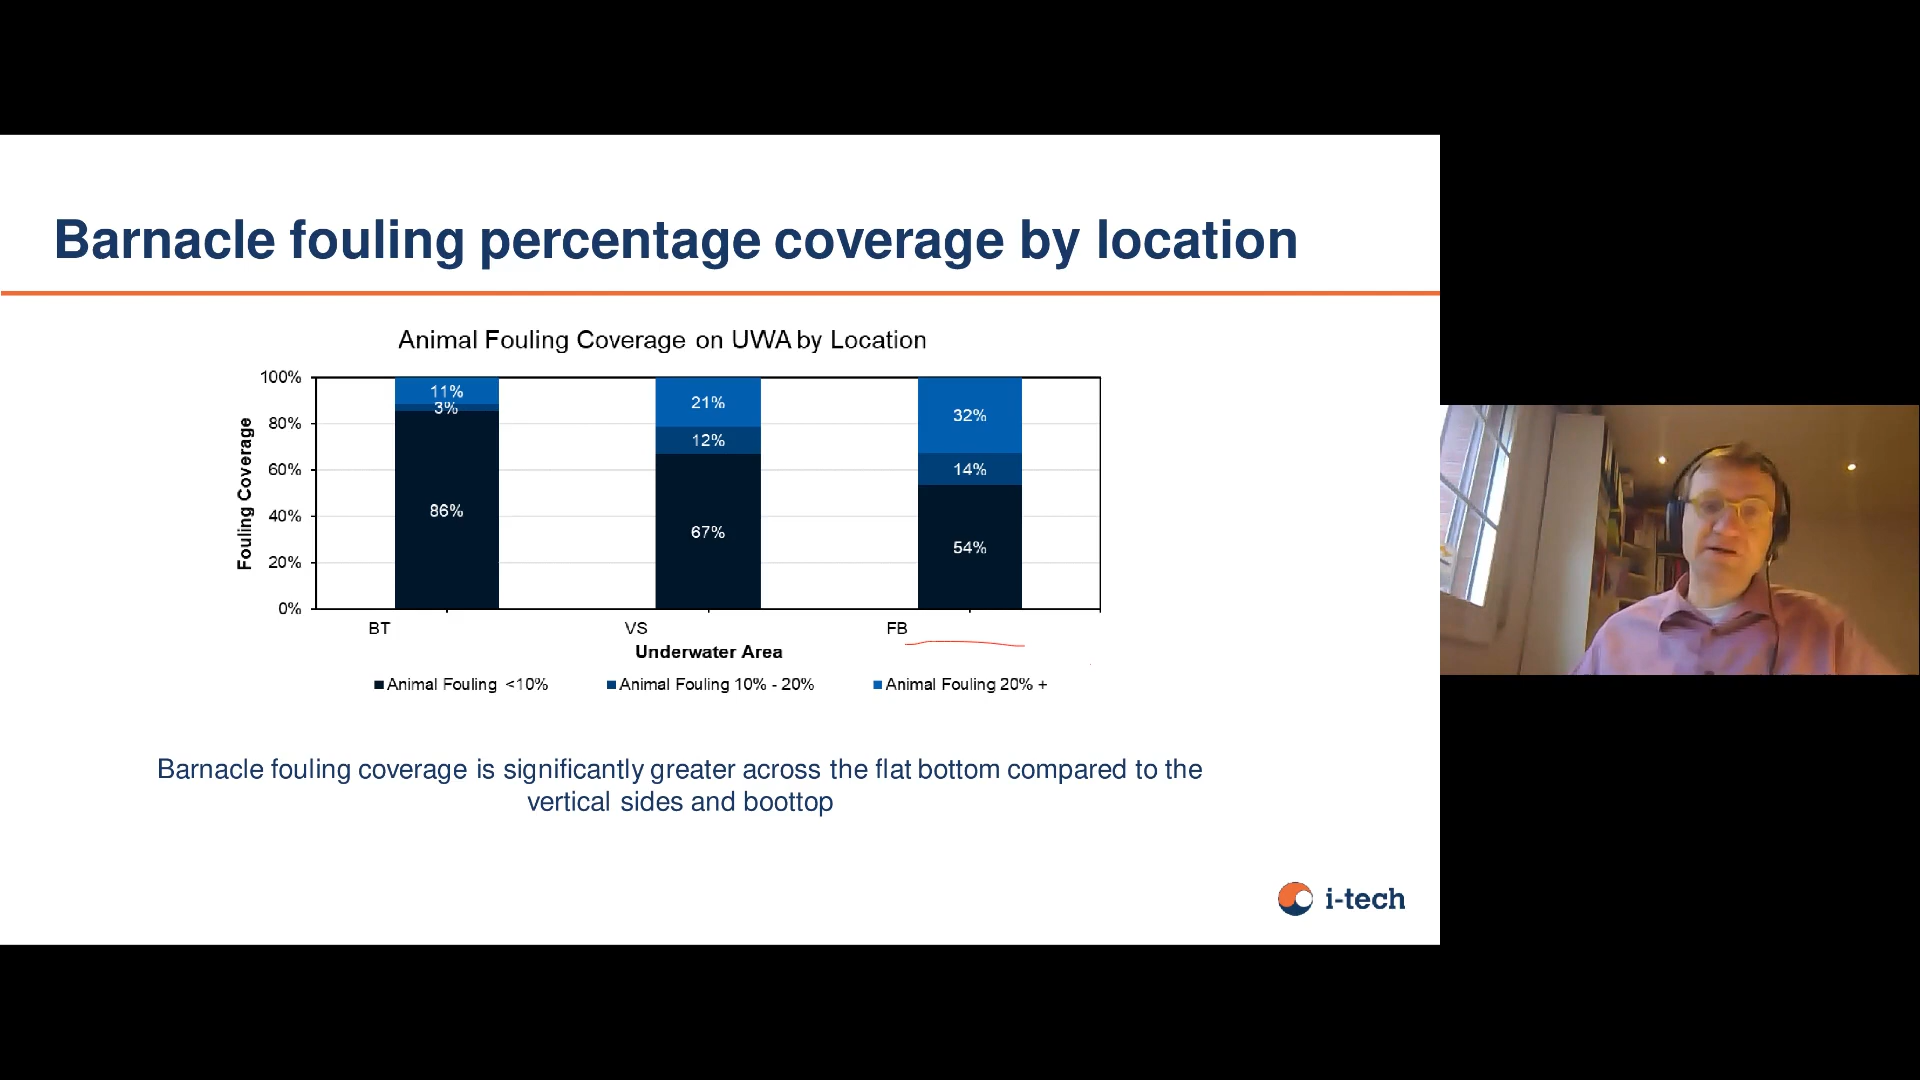 Barnacle fouling percentage coverage by location
Animal Fouling Coverage on UWA by Location
100%
80%
60%
40%
20%
0%
Fouling Coverage
11%
3%
86%
21%
12%
67%
32%
14%
54%
BT VS FB
Underwater Area
Animal Fouling <10% Animal Fouling 10% - 20% Animal Fouling 20% +
Barnacle fouling coverage is significantly greater across the flat bottom compared to the
vertical sides and boottop
i-tech